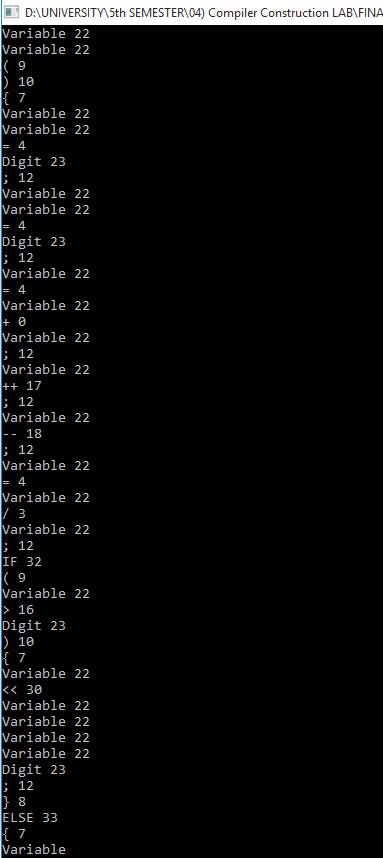 D:\UNIVERSITY\5th SEMESTER\04) Compiler Construction LAB\FINA
Variable 22
Variable 22
( 9
) 10
{ 7
Variable 22
Variable 22
= 4
Digit 23
; 12
Variable 22
Variable 22
= 4
Digit 23
; 12
Variable 22
= 4
Variable 22
+ 0
Variable 22
; 12
Variable 22
++ 17
; 12
Variable 22
-- 18
; 12
Variable 22
= 4
Variable 22
/ 3
Variable 22
; 12
IF 32
( 9
Variable 22
> 16
Digit 23
) 10
{ 7
Variable 22
<< 30
Variable 22
Variable 22
Variable 22
Variable 22
Digit 23
; 12
} 8
ELSE 33
{ 7
Variable